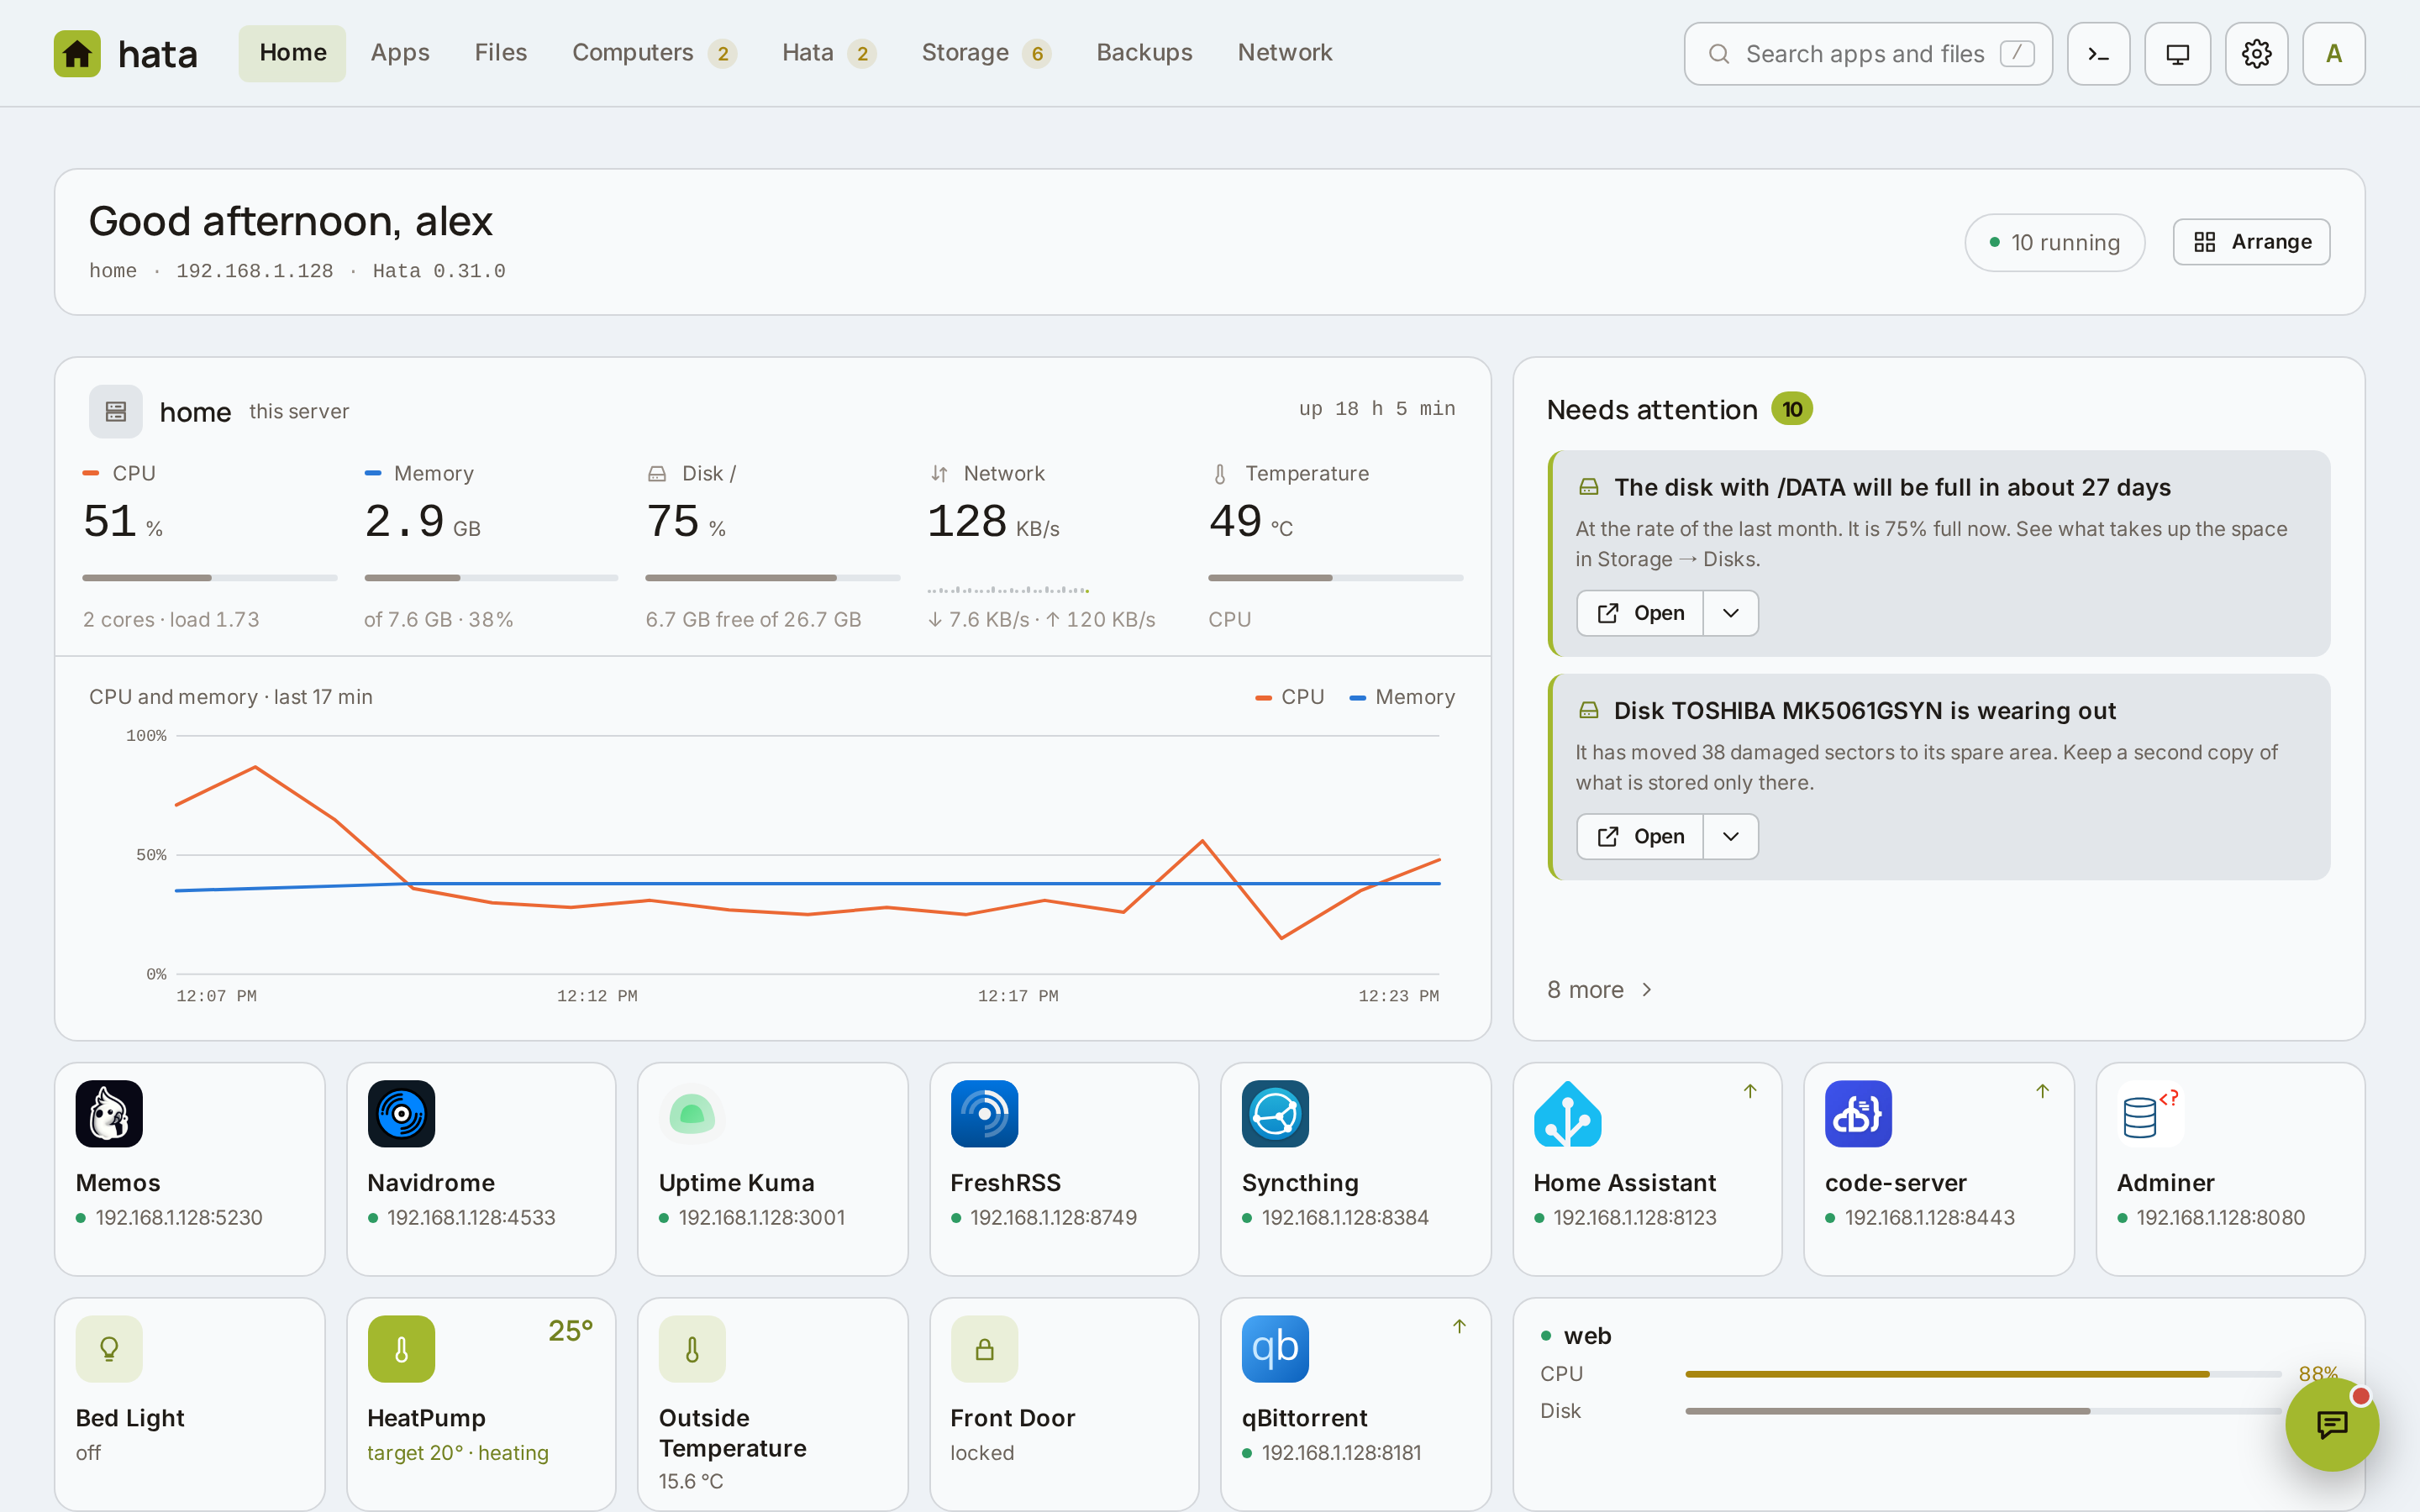 hata
Home
Apps
Files
Computers 2
Hata 2
Storage 6
Backups
Network
Search apps and files /
A
Good afternoon, alex
home · 192.168.1.128 · Hata 0.31.0
10 running
Arrange
home this server
up 18 h 5 min
CPU
51 %
2 cores · load 1.73
Memory
2.9 GB
of 7.6 GB · 38%
Disk /
75 %
6.7 GB free of 26.7 GB
Network
128 KB/s
↓ 7.6 KB/s · ↑ 120 KB/s
Temperature
49 °C
CPU
CPU and memory · last 17 min
CPU
Memory
100%
50%
0%
12:07 PM
12:12 PM
12:17 PM
12:23 PM
Needs attention 10
The disk with /DATA will be full in about 27 days
At the rate of the last month. It is 75% full now. See what takes up the space
in Storage → Disks.
Open
Disk TOSHIBA MK5061GSYN is wearing out
It has moved 38 damaged sectors to its spare area. Keep a second copy of
what is stored only there.
Open
8 more
Memos
192.168.1.128:5230
Navidrome
192.168.1.128:4533
Uptime Kuma
192.168.1.128:3001
FreshRSS
192.168.1.128:8749
Syncthing
192.168.1.128:8384
Home Assistant
192.168.1.128:8123
code-server
192.168.1.128:8443
<?
Adminer
192.168.1.128:8080
Bed Light
off
25°
HeatPump
target 20° · heating
Outside
Temperature
15.6 °C
Front Door
locked
qb
qBittorrent
192.168.1.128:8181
web
CPU
88%
Disk